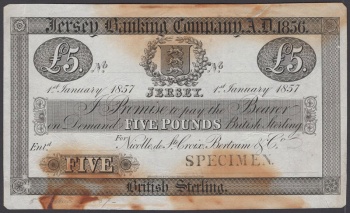 Jersey Banking Company, A.D. 1856.
£5. No. No. £5.
JERSEY.
1st January 1857 1st January 1857
I Promise to pay the Bearer
on Demand FIVE POUNDS British Sterling
For Nicolle, de Ste Croix, Bertram & Co.
Entd.
SPECIMEN.
FIVE
British Sterling.